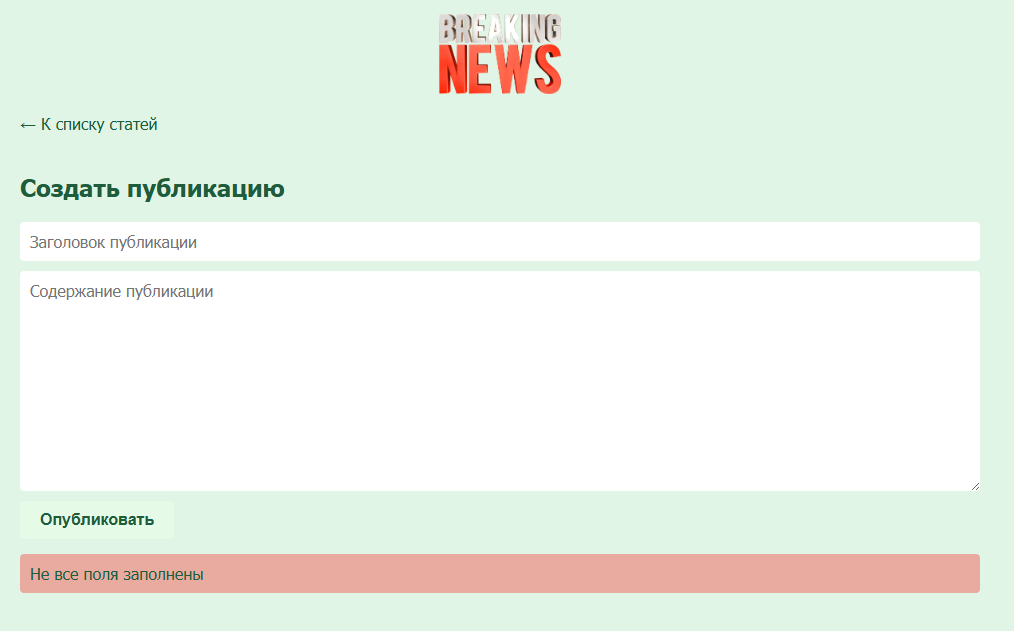 BREAKING
NEWS
← К списку статей
Создать публикацию
Заголовок публикации
Содержание публикации
Опубликовать
Не все поля заполнены